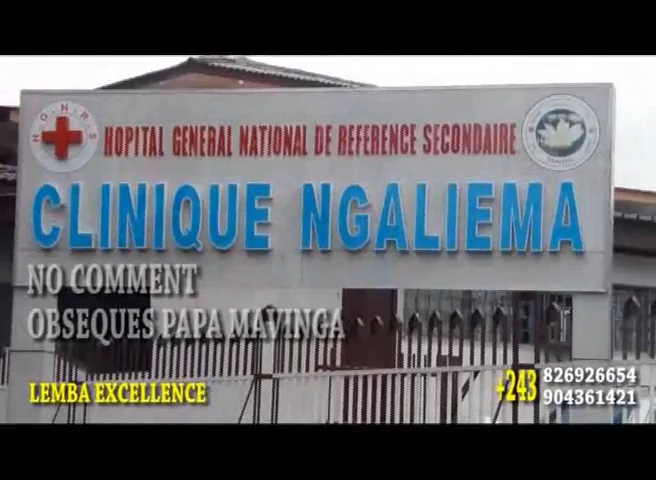 H.G.N.R.S
HOPITAL GENERAL NATIONAL DE REFERENCE SECONDAIRE
CLINIQUE NGALIEMA
NO COMMENT
OBSEQUES PAPA MAVINGA
LEMBA EXCELLENCE
+243 826926654
904361421